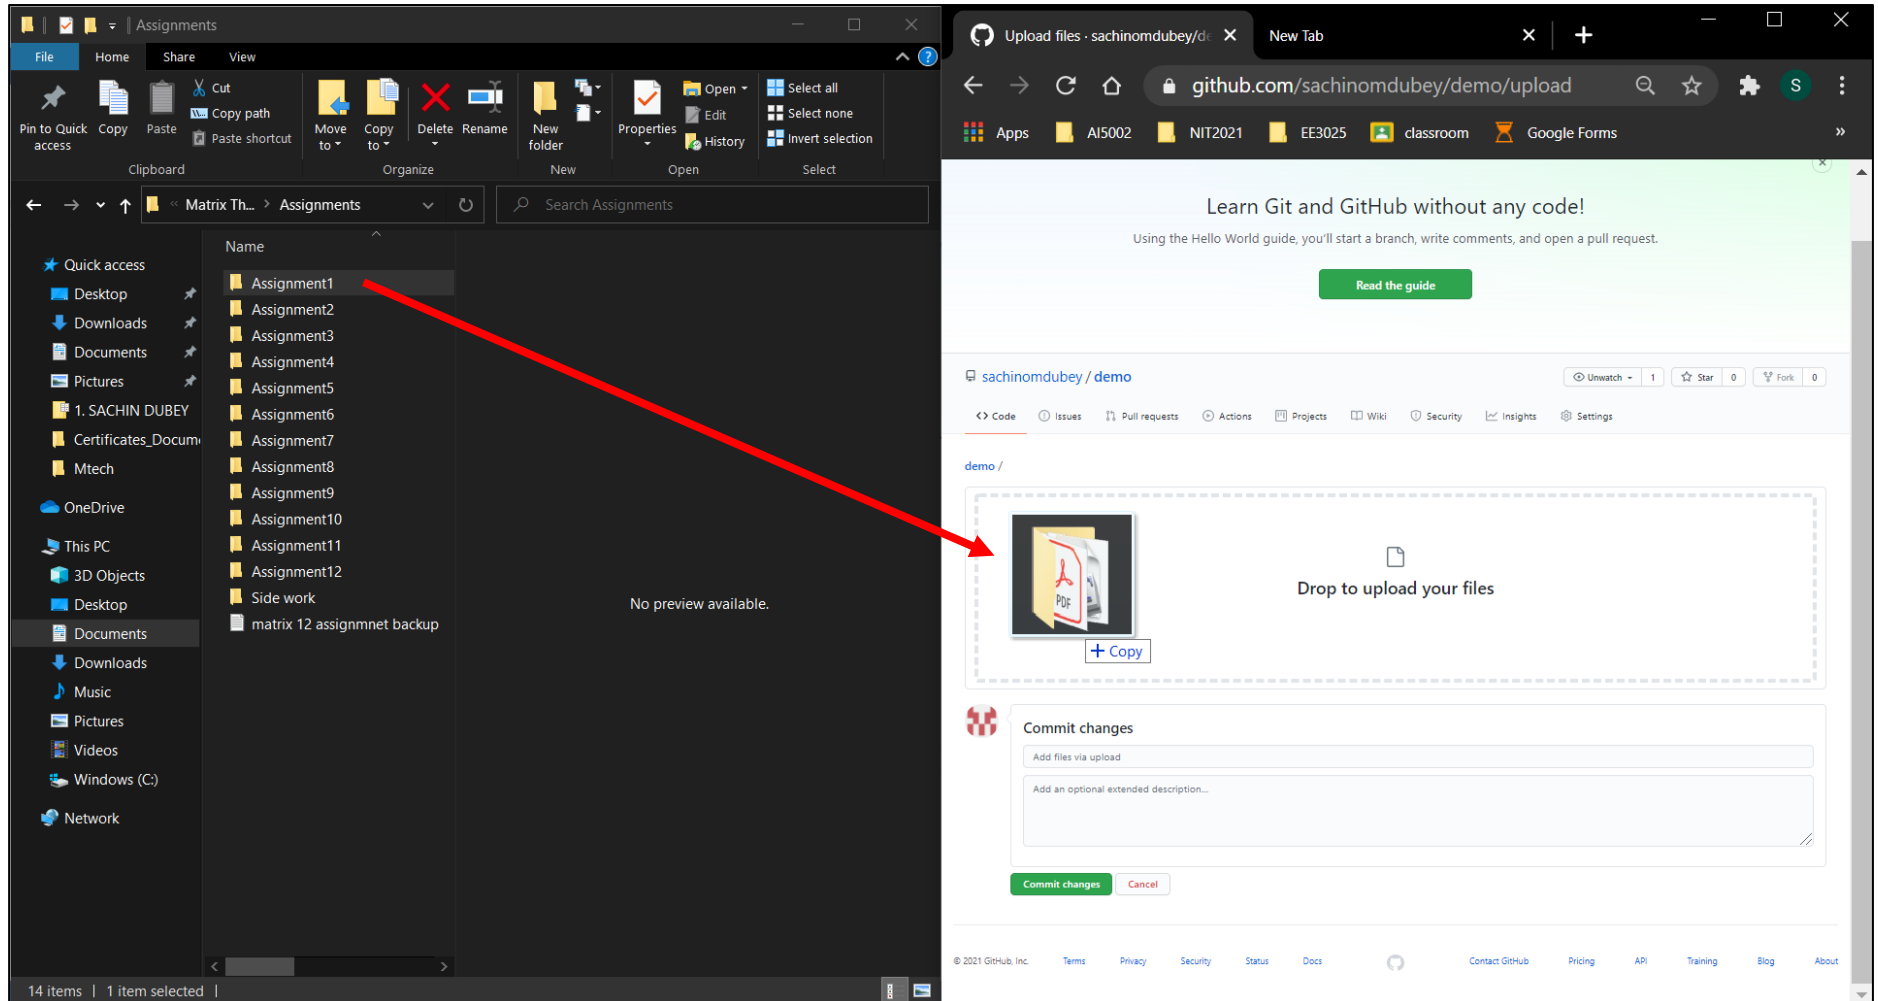 Assignments
File Home Share View
Pin to Quick access
Copy
Paste
Cut
Copy path
Paste shortcut
Clipboard
Move to
Copy to
Delete
Rename
Organize
New folder
New
Properties
Open
Edit
History
Open
Select all
Select none
Invert selection
Select
« Matrix Th... > Assignments
Search Assignments
Quick access
Desktop
Downloads
Documents
Pictures
1. SACHIN DUBEY
Certificates_Docum
Mtech
OneDrive
This PC
3D Objects
Desktop
Documents
Downloads
Music
Pictures
Videos
Windows (C:)
Network
Name
Assignment1
Assignment2
Assignment3
Assignment4
Assignment5
Assignment6
Assignment7
Assignment8
Assignment9
Assignment10
Assignment11
Assignment12
Side work
matrix 12 assignmnet backup
No preview available.
14 items | 1 item selected |
Upload files · sachinomdubey/de
New Tab
github.com/sachinomdubey/demo/upload
S
Apps AI5002 NIT2021 EE3025 classroom Google Forms »
Learn Git and GitHub without any code!
Using the Hello World guide, you'll start a branch, write comments, and open a pull request.
Read the guide
sachinomdubey / demo
Unwatch 1 Star 0 Fork 0
<> Code Issues Pull requests Actions Projects Wiki Security Insights Settings
demo /
PDF
+ Copy
Drop to upload your files
Commit changes
Add files via upload
Add an optional extended description...
Commit changes Cancel
© 2021 GitHub, Inc. Terms Privacy Security Status Docs Contact GitHub Pricing API Training Blog About